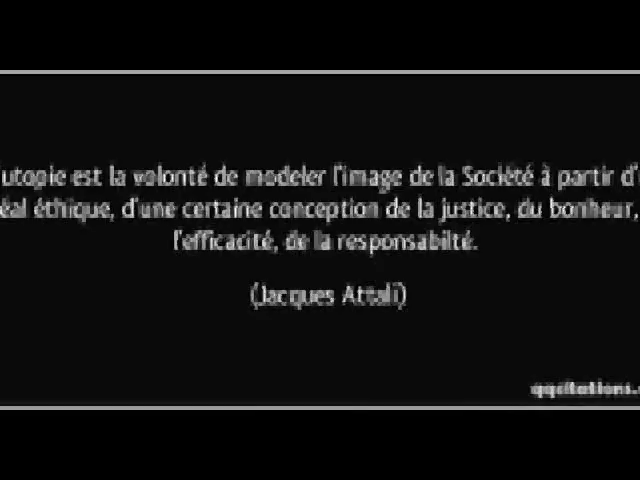 utopie est la volonté de modeler l'image de la Société à partir d'
éal éthique, d'une certaine conception de la justice, du bonheur,
l'efficacité, de la responsabilté.
(Jacques Attali)
qqcitations.